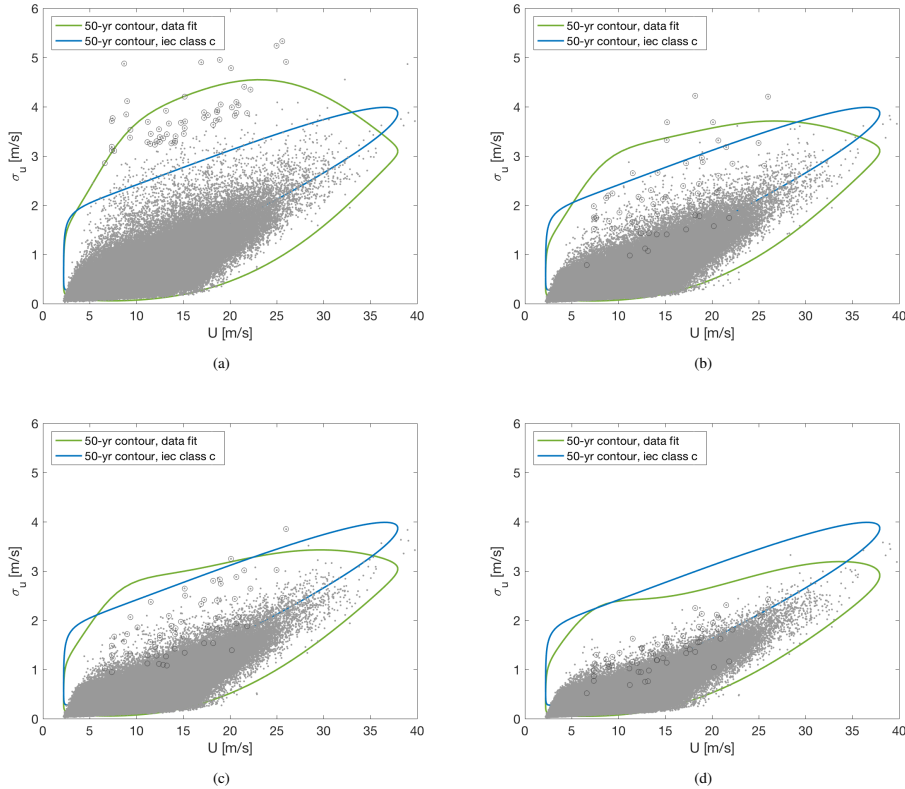 6
5
4
3
2
1
0
σu [m/s]
50-yr contour, data fit
50-yr contour, iec class c
0 5 10 15 20 25 30 35 40
U [m/s]
(a)
6
5
4
3
2
1
0
σu [m/s]
50-yr contour, data fit
50-yr contour, iec class c
0 5 10 15 20 25 30 35 40
U [m/s]
(b)
6
5
4
3
2
1
0
σu [m/s]
50-yr contour, data fit
50-yr contour, iec class c
0 5 10 15 20 25 30 35 40
U [m/s]
(c)
6
5
4
3
2
1
0
σu [m/s]
50-yr contour, data fit
50-yr contour, iec class c
0 5 10 15 20 25 30 35 40
U [m/s]
(d)